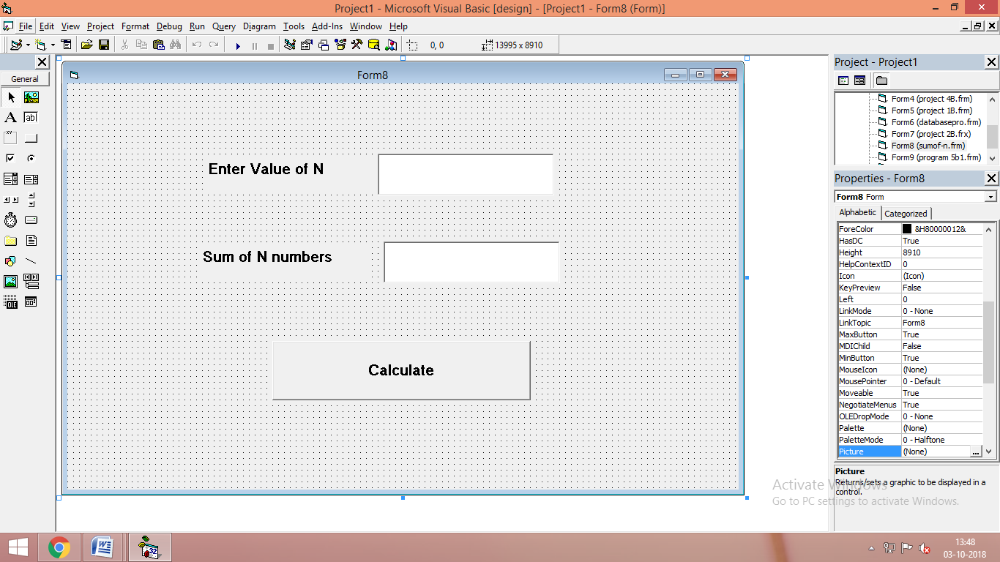 Project1 - Microsoft Visual Basic [design] - [Project1 - Form8 (Form)]
File Edit View Project Format Debug Run Query Diagram Tools Add-Ins Window Help
0, 0 13995 x 8910
General
A ab|
XY
OLE
Form8
Enter Value of N
Sum of N numbers
Calculate
Project - Project1
Form4 (project 4B.frm)
Form5 (project 1B.frm)
Form6 (databasepro.frm)
Form7 (project 2B.frx)
Form8 (sumof-n.frm)
Form9 (program 5b1.frm)
Properties - Form8
Form8 Form
Alphabetic Categorized
ForeColor &H80000012&
HasDC True
Height 8910
HelpContextID 0
Icon (Icon)
KeyPreview False
Left 0
LinkMode 0 - None
LinkTopic Form8
MaxButton True
MDIChild False
MinButton True
MouseIcon (None)
MousePointer 0 - Default
Moveable True
NegotiateMenus True
OLEDropMode 0 - None
Palette (None)
PaletteMode 0 - Halftone
Picture (None) ...
Picture
Returns/sets a graphic to be displayed in a
control.
Activate Windows
Go to PC settings to activate Windows.
32
13:48
03-10-2018